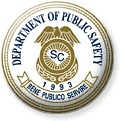 DEPARTMENT OF PUBLIC SAFETY
SC
1993
BENE PUBLICO SERVIRE